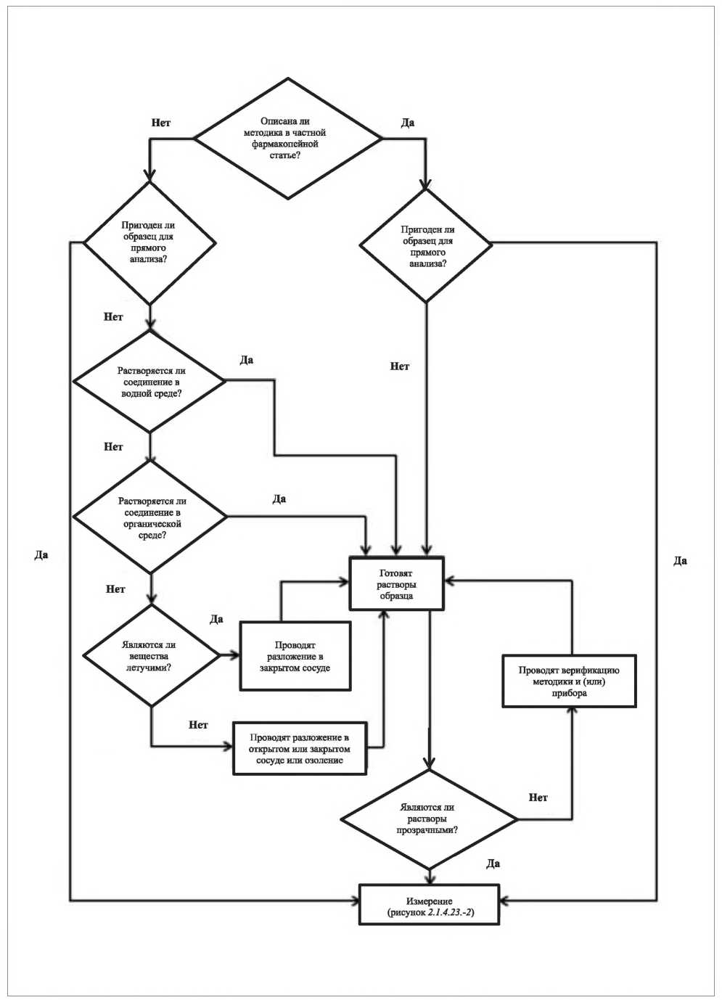 Описана ли
методика в частной
фармакопейной
статье?
Нет
Да
Пригоден ли
образец для
прямого
анализа?
Пригоден ли
образец для
прямого
анализа?
Нет
Да
Нет
Растворяется ли
соединение в
водной среде?
Нет
Да
Растворяется ли
соединение в
органической
среде?
Да
Да
Нет
Готовят
растворы
образца
Являются ли
вещества
летучими?
Да
Проводят
разложение в
закрытом сосуде
Проводят верификацию
методики и (или)
прибора
Нет
Проводят разложение в
открытом или закрытом
сосуде или озоление
Являются ли
растворы
прозрачными?
Нет
Да
Измерение
(рисунок 2.1.4.23.-2)